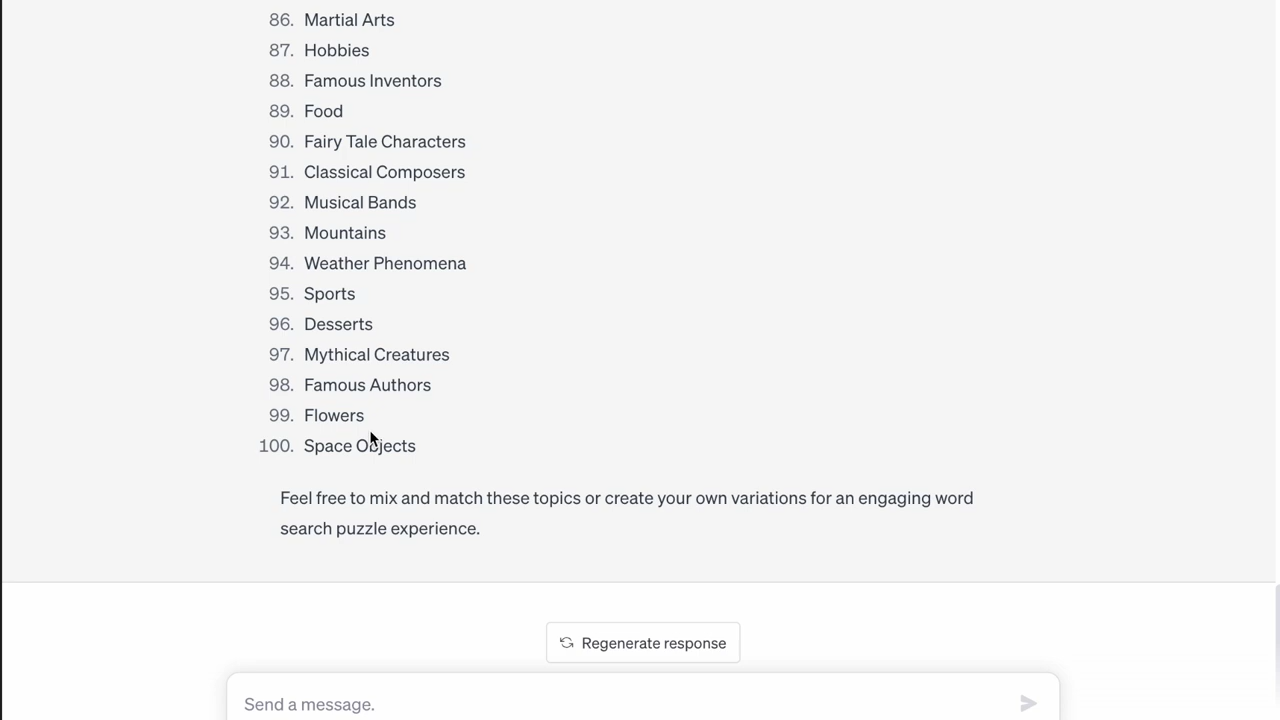 86. Martial Arts
87. Hobbies
88. Famous Inventors
89. Food
90. Fairy Tale Characters
91. Classical Composers
92. Musical Bands
93. Mountains
94. Weather Phenomena
95. Sports
96. Desserts
97. Mythical Creatures
98. Famous Authors
99. Flowers
100. Space Objects
Feel free to mix and match these topics or create your own variations for an engaging word
search puzzle experience.
Regenerate response
Send a message.